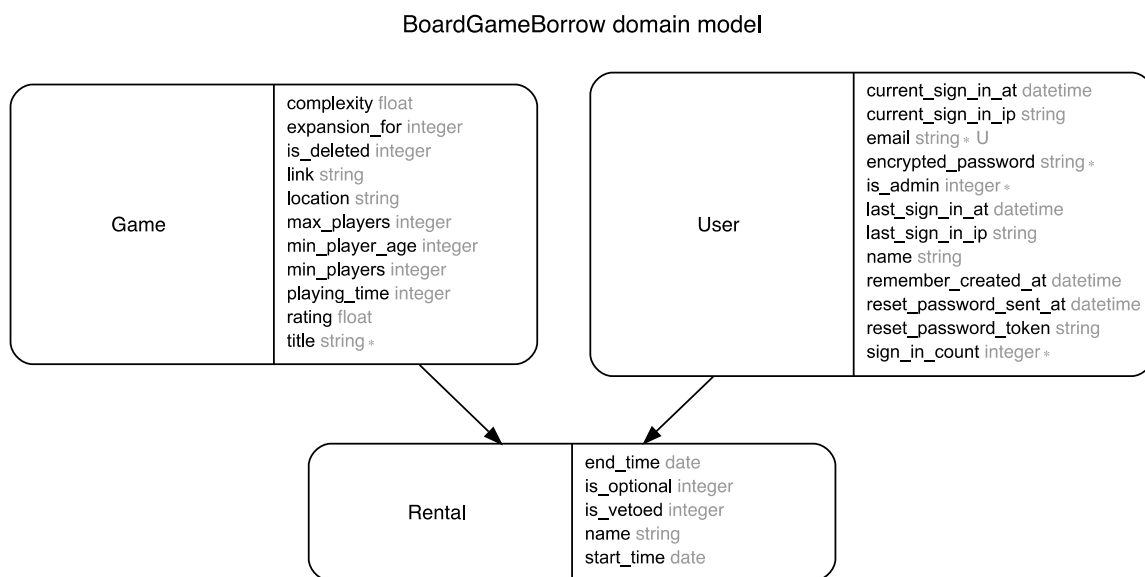 BoardGameBorrow domain model
Game
complexity float
expansion_for integer
is_deleted integer
link string
location string
max_players integer
min_player_age integer
min_players integer
playing_time integer
rating float
title string *
User
current_sign_in_at datetime
current_sign_in_ip string
email string * U
encrypted_password string *
is_admin integer *
last_sign_in_at datetime
last_sign_in_ip string
name string
remember_created_at datetime
reset_password_sent_at datetime
reset_password_token string
sign_in_count integer *
Rental
end_time date
is_optional integer
is_vetoed integer
name string
start_time date